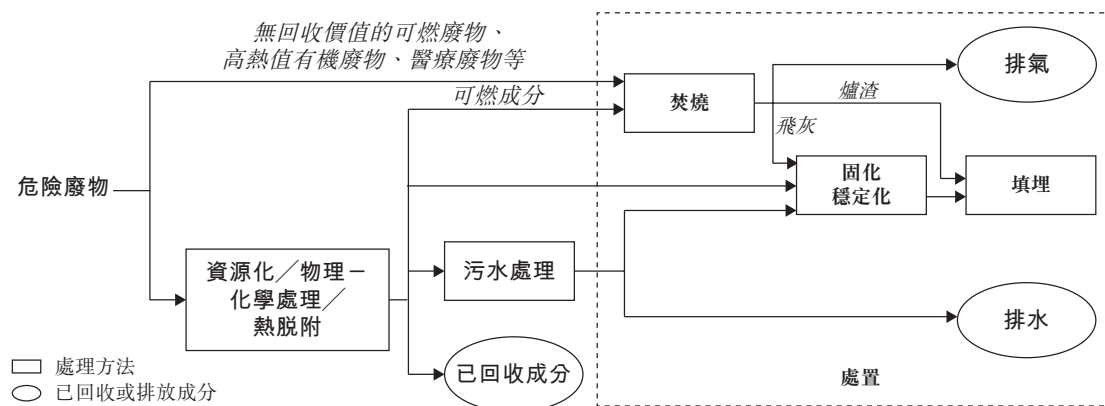 無回收價值的可燃廢物、
高熱值有機廢物、醫療廢物等
可燃成分
焚燒
排氣
爐渣
飛灰
危險廢物
固化
穩定化
填埋
資源化／物理－
化學處理／
熱脱附
污水處理
排水
已回收成分
處置
處理方法
已回收或排放成分